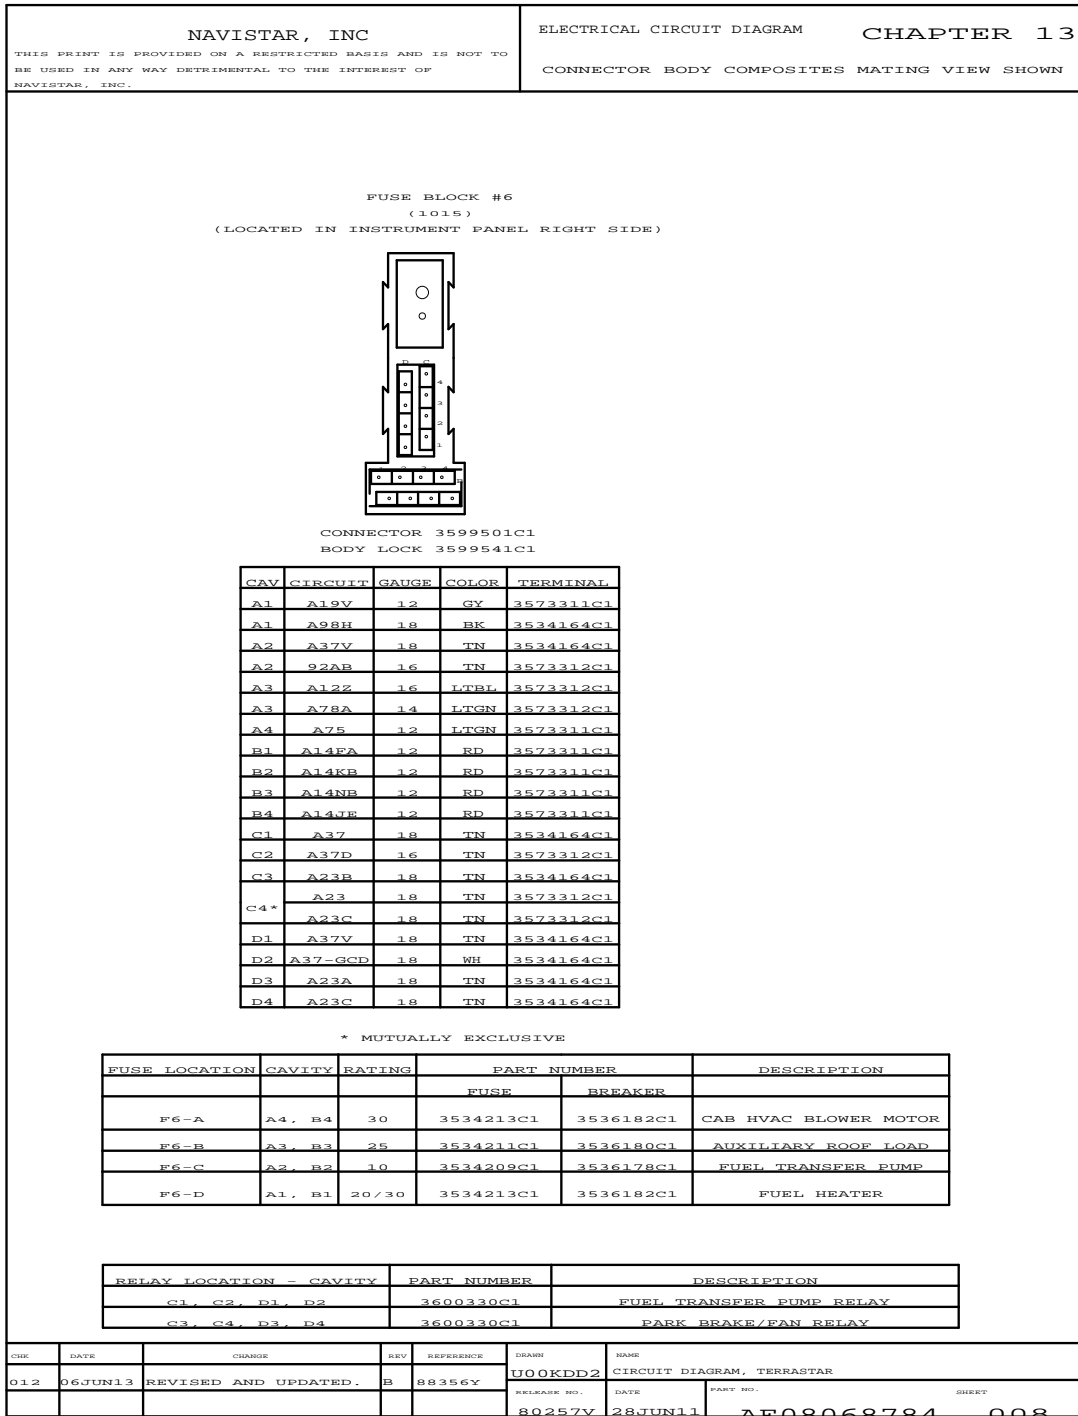 NAVISTAR, INC
THIS PRINT IS PROVIDED ON A RESTRICTED BASIS AND IS NOT TO
BE USED IN ANY WAY DETRIMENTAL TO THE INTEREST OF
NAVISTAR, INC.
ELECTRICAL CIRCUIT DIAGRAM CHAPTER 13
CONNECTOR BODY COMPOSITES MATING VIEW SHOWN
FUSE BLOCK #6
(1015)
(LOCATED IN INSTRUMENT PANEL RIGHT SIDE)
D C
4
3
2
1
1 2 3 4
B
CONNECTOR 3599501C1
BODY LOCK 3599541C1
CAV CIRCUIT GAUGE COLOR TERMINAL
A1 A19V 12 GY 3573311C1
A1 A98H 18 BK 3534164C1
A2 A37V 18 TN 3534164C1
A2 92AB 16 TN 3573312C1
A3 A12Z 16 LTBL 3573312C1
A3 A78A 14 LTGN 3573312C1
A4 A75 12 LTGN 3573311C1
B1 A14FA 12 RD 3573311C1
B2 A14KB 12 RD 3573311C1
B3 A14NB 12 RD 3573311C1
B4 A14JE 12 RD 3573311C1
C1 A37 18 TN 3534164C1
C2 A37D 16 TN 3573312C1
C3 A23B 18 TN 3534164C1
C4* A23 18 TN 3573312C1
A23C 18 TN 3573312C1
D1 A37V 18 TN 3534164C1
D2 A37-GCD 18 WH 3534164C1
D3 A23A 18 TN 3534164C1
D4 A23C 18 TN 3534164C1
* MUTUALLY EXCLUSIVE
FUSE LOCATION CAVITY RATING PART NUMBER DESCRIPTION
FUSE BREAKER
F6-A A4, B4 30 3534213C1 3536182C1 CAB HVAC BLOWER MOTOR
F6-B A3, B3 25 3534211C1 3536180C1 AUXILIARY ROOF LOAD
F6-C A2, B2 10 3534209C1 3536178C1 FUEL TRANSFER PUMP
F6-D A1, B1 20/30 3534213C1 3536182C1 FUEL HEATER
RELAY LOCATION - CAVITY PART NUMBER DESCRIPTION
C1, C2, D1, D2 3600330C1 FUEL TRANSFER PUMP RELAY
C3, C4, D3, D4 3600330C1 PARK BRAKE/FAN RELAY
CHK DATE CHANGE REV REFERENCE DRAWN NAME
012 06JUN13 REVISED AND UPDATED. B 88356Y U00KDD2 CIRCUIT DIAGRAM, TERRASTAR
RELEASE NO. DATE PART NO. SHEET
80257V 28JUN11 AE08068784 008